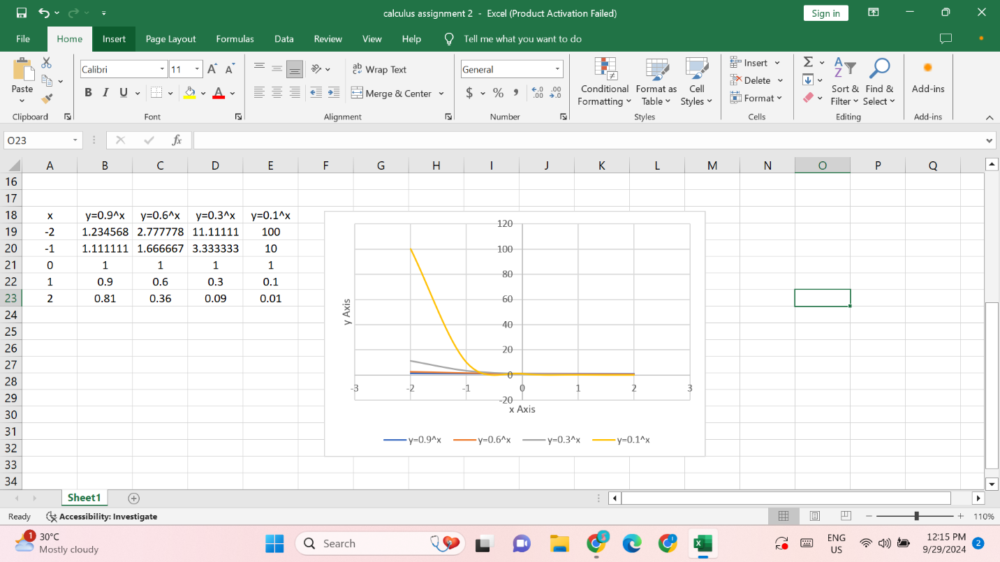 calculus assignment 2 - Excel (Product Activation Failed)
Sign in
File Home Insert Page Layout Formulas Data Review View Help Tell me what you want to do
Calibri 11
Wrap Text
General
Insert
Paste
Conditional Formatting
Format as Table
Cell Styles
Delete
Sort & Filter
Find & Select
Add-ins
B I U
A
Merge & Center
$ % ,
Format
Clipboard Font Alignment Number Styles Cells Editing Add-ins
O23
fx
A B C D E F G H I J K L M N O P Q
16
17
18 x y=0.9^x y=0.6^x y=0.3^x y=0.1^x
19 -2 1.234568 2.777778 11.11111 100
20 -1 1.111111 1.666667 3.333333 10
21 0 1 1 1 1
22 1 0.9 0.6 0.3 0.1
23 2 0.81 0.36 0.09 0.01
24
25
26
27
28
29
30
31
32
33
34
120
100
80
60
40
20
0
-20
y Axis
-3 -2 -1 0 1 2 3
x Axis
y=0.9^x y=0.6^x y=0.3^x y=0.1^x
Sheet1
Ready Accessibility: Investigate
110%
1
30°C
Mostly cloudy
Search
ENG
US
12:15 PM
9/29/2024
2